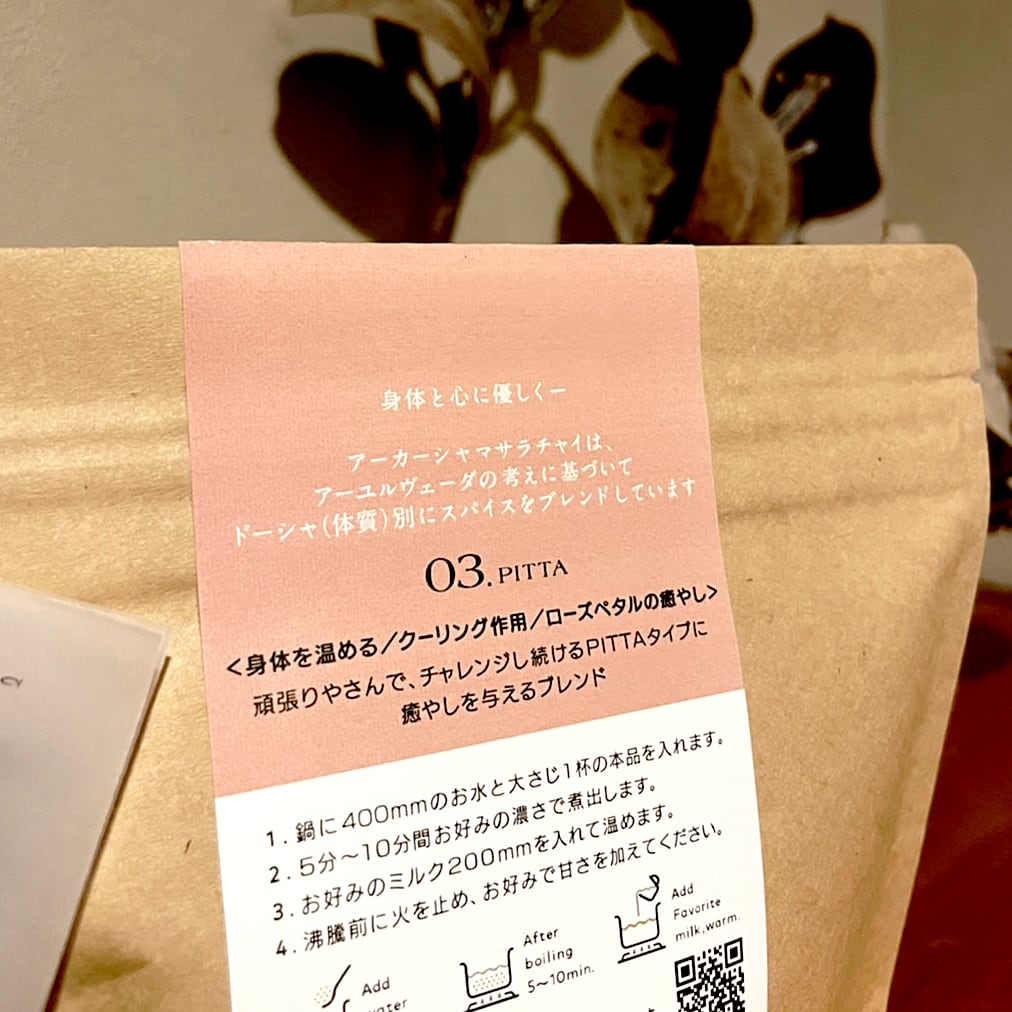 身体と心に優しくー
アーカーシャマサラチャイは、
アーユルヴェーダの考えに基づいて
ドーシャ(体質)別にスパイスをブレンドしています
03. PITTA
<身体を温める/クーリング作用/ローズペタルの癒やし>
頑張りやさんで、チャレンジし続けるPITTAタイプに
癒やしを与えるブレンド
1. 鍋に400mmのお水と大さじ1杯の本品を入れます。
2. 5分～10分間お好みの濃さで煮出します。
3. お好みのミルク200mmを入れて温めます。
4. 沸騰前に火を止め、お好みで甘さを加えてください。
Add
After
boiling
5~10min.
Add
Favorite
milk,warm.